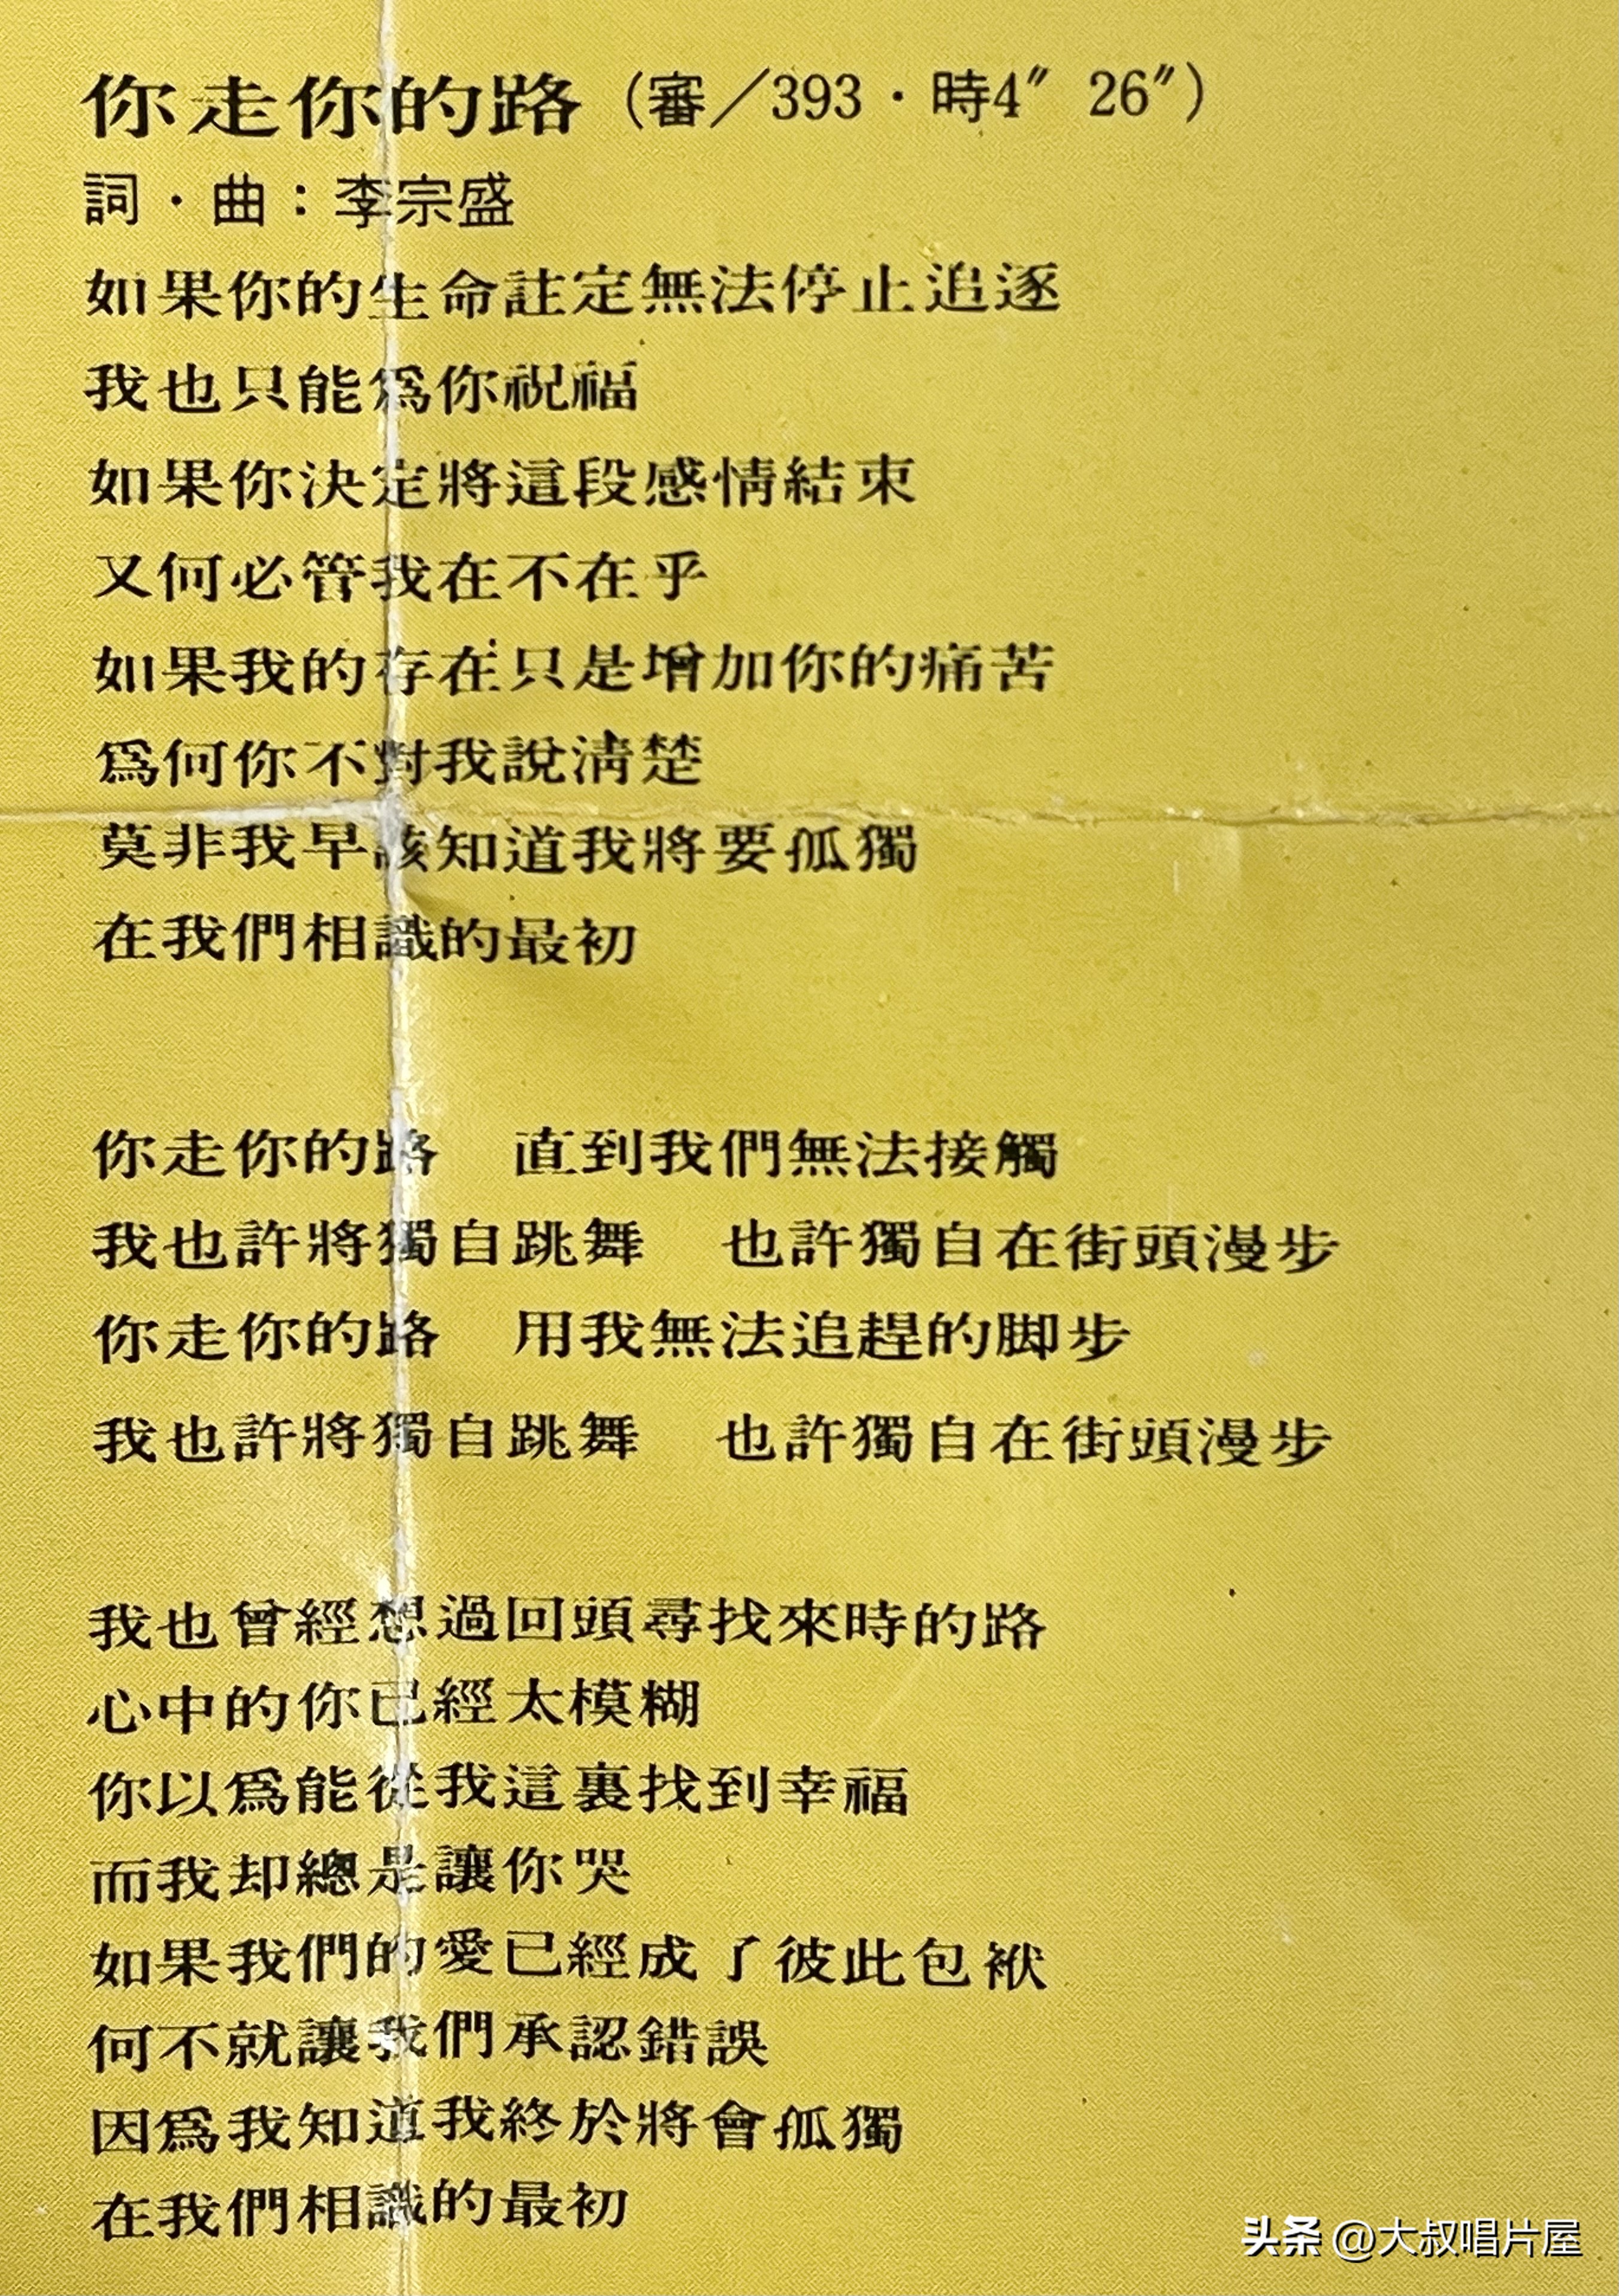 你走你的路（審／393・時4″ 26″）
詞・曲：李宗盛
如果你的生命註定無法停止追逐
我也只能為你祝福
如果你決定將這段感情結束
又何必管我在不在乎
如果我的存在只是增加你的痛苦
為何你不對我說清楚
莫非我早該知道我將要孤獨
在我們相識的最初
你走你的路　直到我們無法接觸
我也許將獨自跳舞　也許獨自在街頭漫步
你走你的路　用我無法追趕的脚步
我也許將獨自跳舞　也許獨自在街頭漫步
我也曾經想過回頭尋找來時的路
心中的你已經太模糊
你以為能從我這裏找到幸福
而我却總是讓你哭
如果我們的愛已經成了彼此包袱
何不就讓我們承認錯誤
因為我知道我終於將會孤獨
在我們相識的最初
头条 @大叔唱片屋